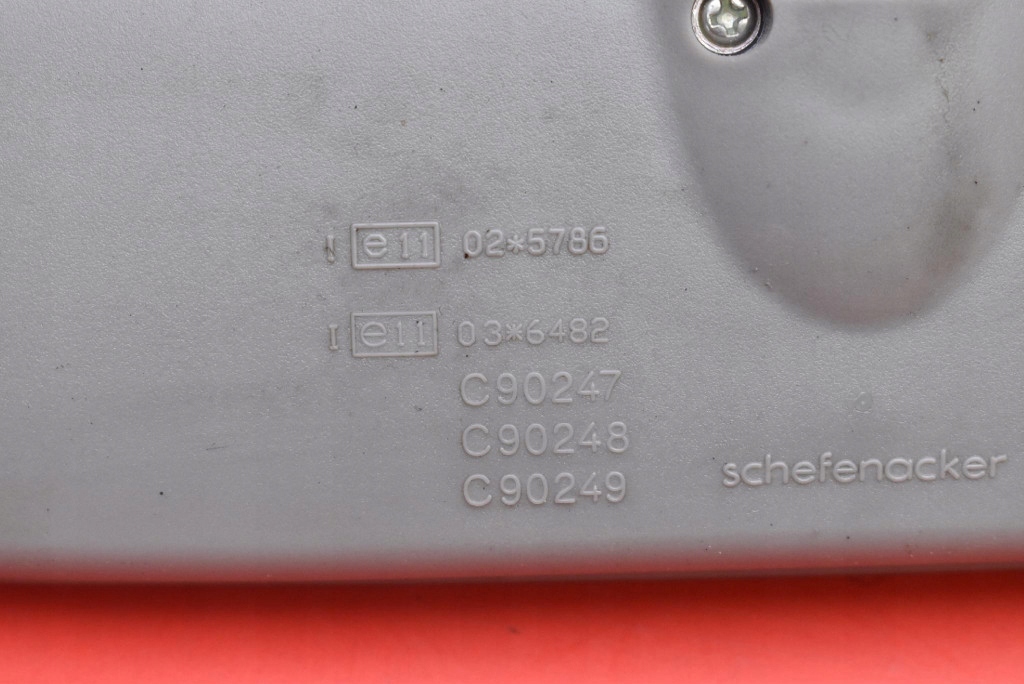 I e11 02*5786
I e11 03*6482
C90247
C90248
C90249
schefenacker